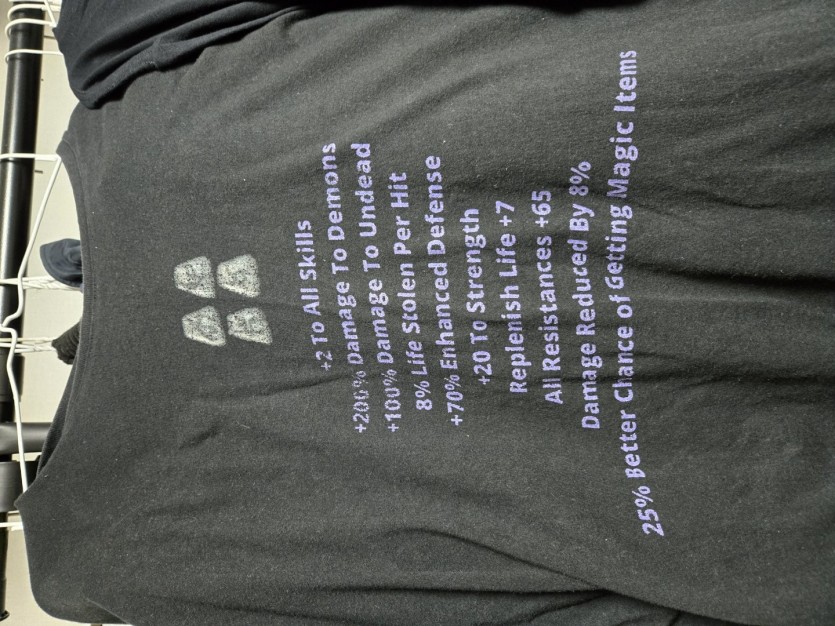 +2 To All Skills
+200% Damage To Demons
+100% Damage To Undead
8% Life Stolen Per Hit
+70% Enhanced Defense
+20 To Strength
Replenish Life +7
All Resistances +65
Damage Reduced By 8%
25% Better Chance of Getting Magic Items